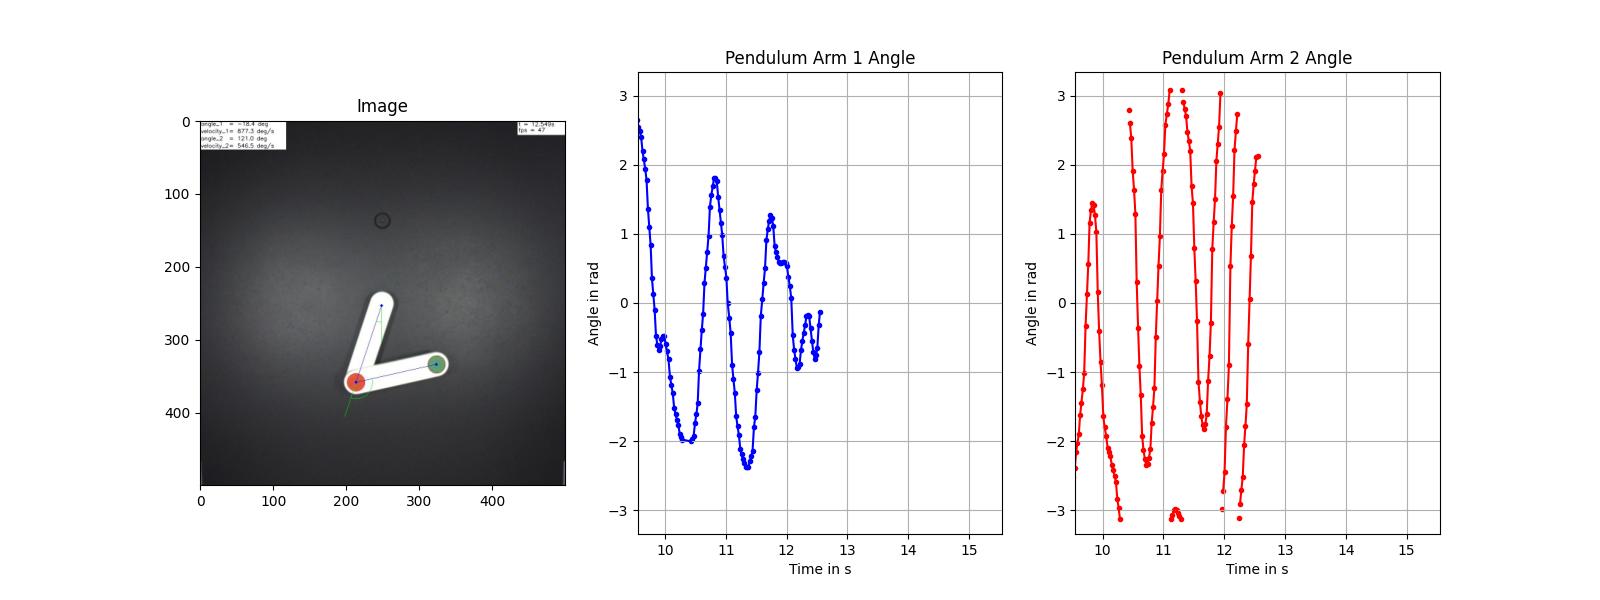 Image
angle_1 = -18.4 deg
velocity_1= 877.3 deg/s
angle_2 = 121.0 deg
velocity_2= 546.5 deg/s
t = 12.549s
fps = 47
0
100
200
300
400
0 100 200 300 400
Pendulum Arm 1 Angle
Angle in rad
3
2
1
0
−1
−2
−3
10 11 12 13 14 15
Time in s
Pendulum Arm 2 Angle
Angle in rad
3
2
1
0
−1
−2
−3
10 11 12 13 14 15
Time in s